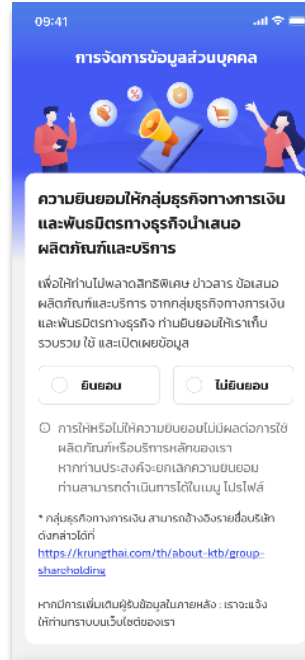 09:41
การจัดการข้อมูลส่วนบุคคล
%
ความยินยอมให้กลุ่มธุรกิจทางการเงิน
และพันธมิตรทางธุรกิจนำเสนอ
ผลิตภัณฑ์และบริการ
เพื่อให้ท่านไม่พลาดสิทธิพิเศษ ข่าวสาร ข้อเสนอ
ผลิตภัณฑ์และบริการ จากกลุ่มธุรกิจทางการเงิน
และพันธมิตรทางธุรกิจ ท่านยินยอมให้เราเก็บ
รวบรวม ใช้ และเปิดเผยข้อมูล
ยินยอม
ไม่ยินยอม
การให้หรือไม่ให้ความยินยอมไม่มีผลต่อการใช้
ผลิตภัณฑ์หรือบริการหลักของเรา
หากท่านประสงค์จะยกเลิกความยินยอม
ท่านสามารถดำเนินการได้ในเมนู โปรไฟล์
* กลุ่มธุรกิจทางการเงิน สามารถอ้างอิงรายชื่อบริษัท
ดังกล่าวได้ที่
https://krungthai.com/th/about-ktb/group-
shareholding
หากมีการเพิ่มเติมผู้รับข้อมูลในภายหลัง : เราจะแจ้ง
ให้ท่านทราบบนเว็บไซต์ของเรา